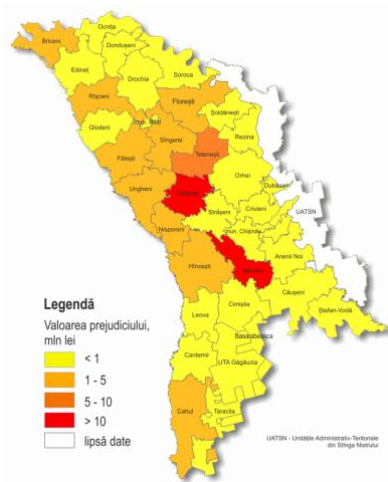 Ocnița
Briceni
Dondușeni
Edineț
Soroca
Drochia
Rîșcani
Florești
Șoldănești
mun. Bălți
Glodeni
Sîngerei
Rezina
Telenești
Fălești
Orhei
Ungheni
Călărași
Dubăsari
Criuleni
UATSN
Strășeni
mun. Chișinău
Nisporeni
Anenii Noi
Hîncești
Ialoveni
Căușeni
Ștefan-Vodă
Leova
Cimișlia
Basarabeasca
Cantemir
UTA Găgăuzia
Cahul
Taraclia
Legendă
Valoarea prejudiciului,
mln lei
< 1
1 - 5
5 - 10
> 10
lipsă date
UATSN - Unitățile Administrativ-Teritoriale
din Stînga Nistrului